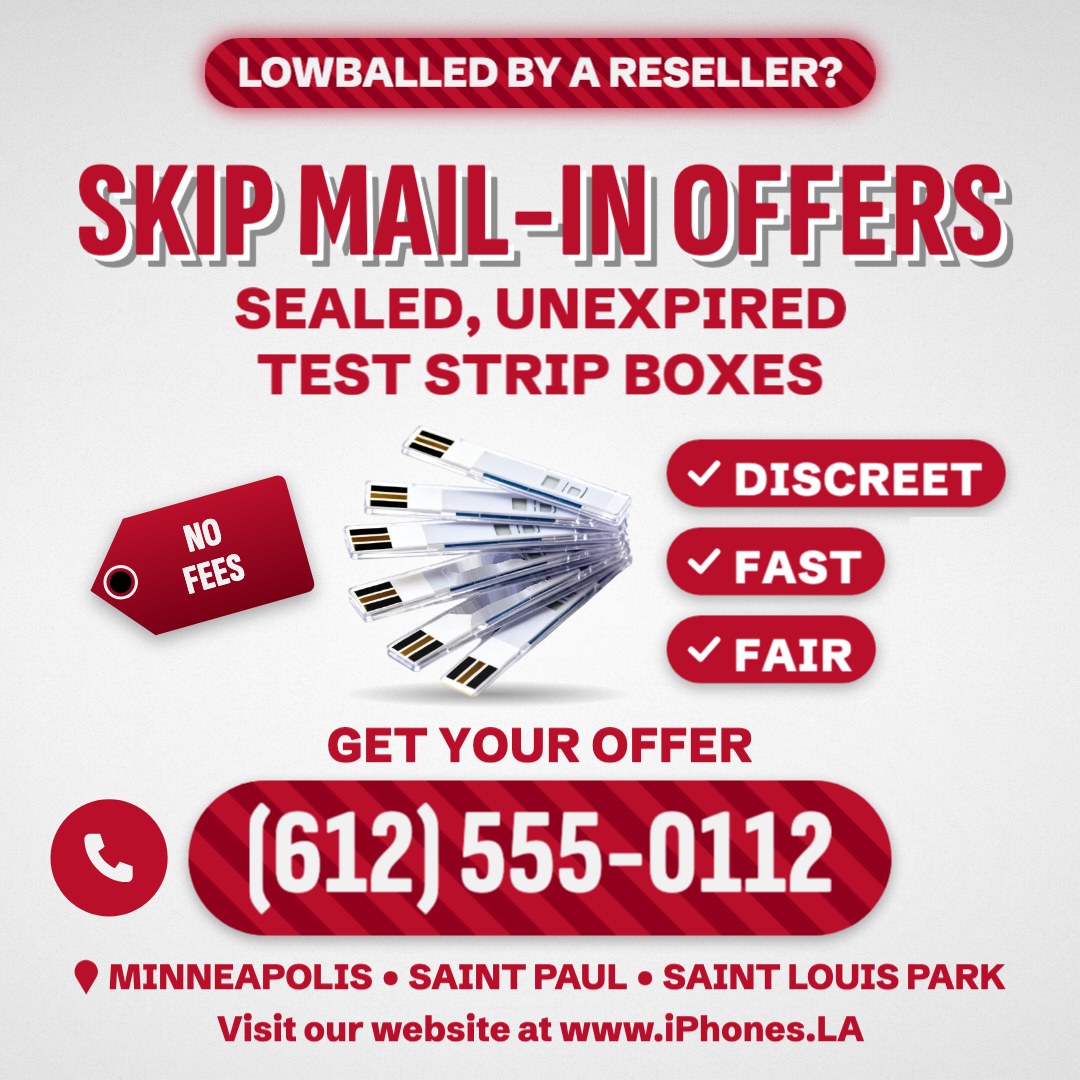 LOWBALLED BY A RESELLER?
SKIP MAIL-IN OFFERS
SEALED, UNEXPIRED
TEST STRIP BOXES
NO
FEES
DISCREET
FAST
FAIR
GET YOUR OFFER
(612) 555-0112
MINNEAPOLIS • SAINT PAUL • SAINT LOUIS PARK
Visit our website at www.iPhones.LA